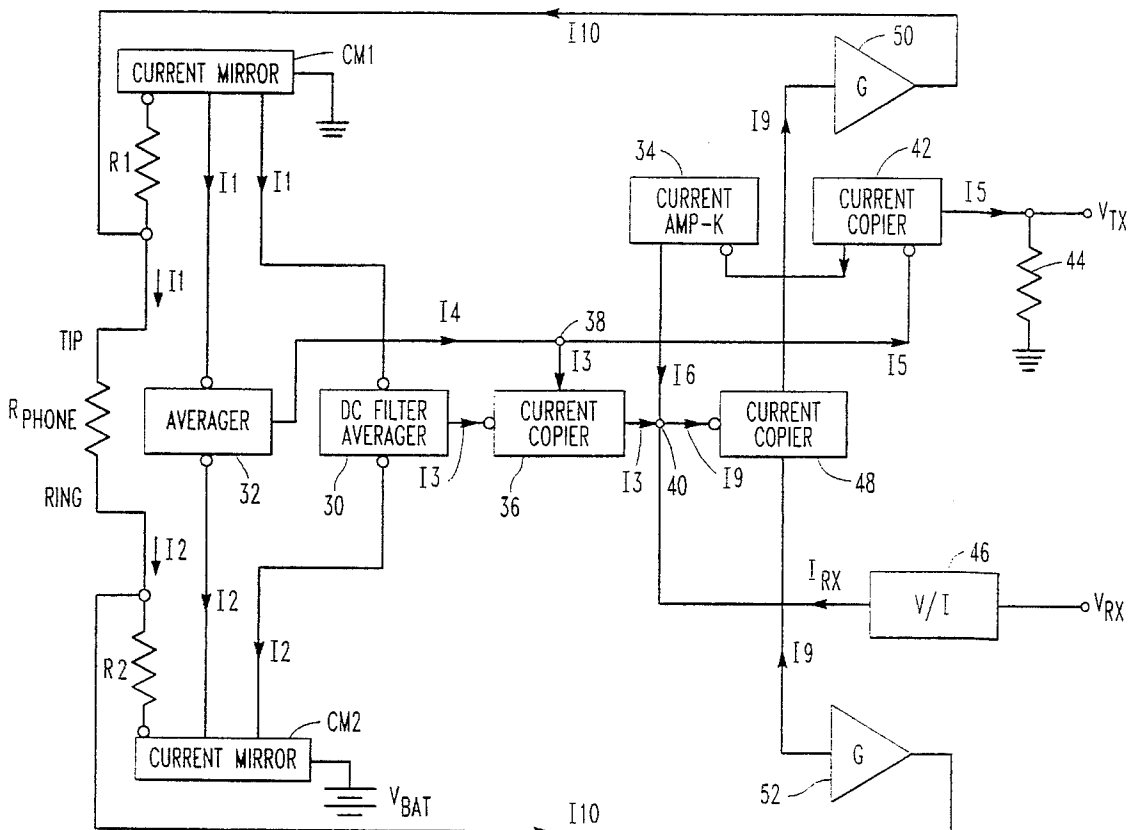 I10
50
CM1
CURRENT MIRROR
G
I9
R1
34
42
I1
I1
CURRENT AMP-K
CURRENT COPIER
I5
VTX
44
I1
I4
38
TIP
I3
I6
I5
RPHONE
AVERAGER
DC FILTER AVERAGER
CURRENT COPIER
CURRENT COPIER
I3
I3
I9
32
30
36
40
48
RING
I2
46
IRX
V/I
VRX
I2
R2
I2
I9
CM2
CURRENT MIRROR
G
52
VBAT
I10